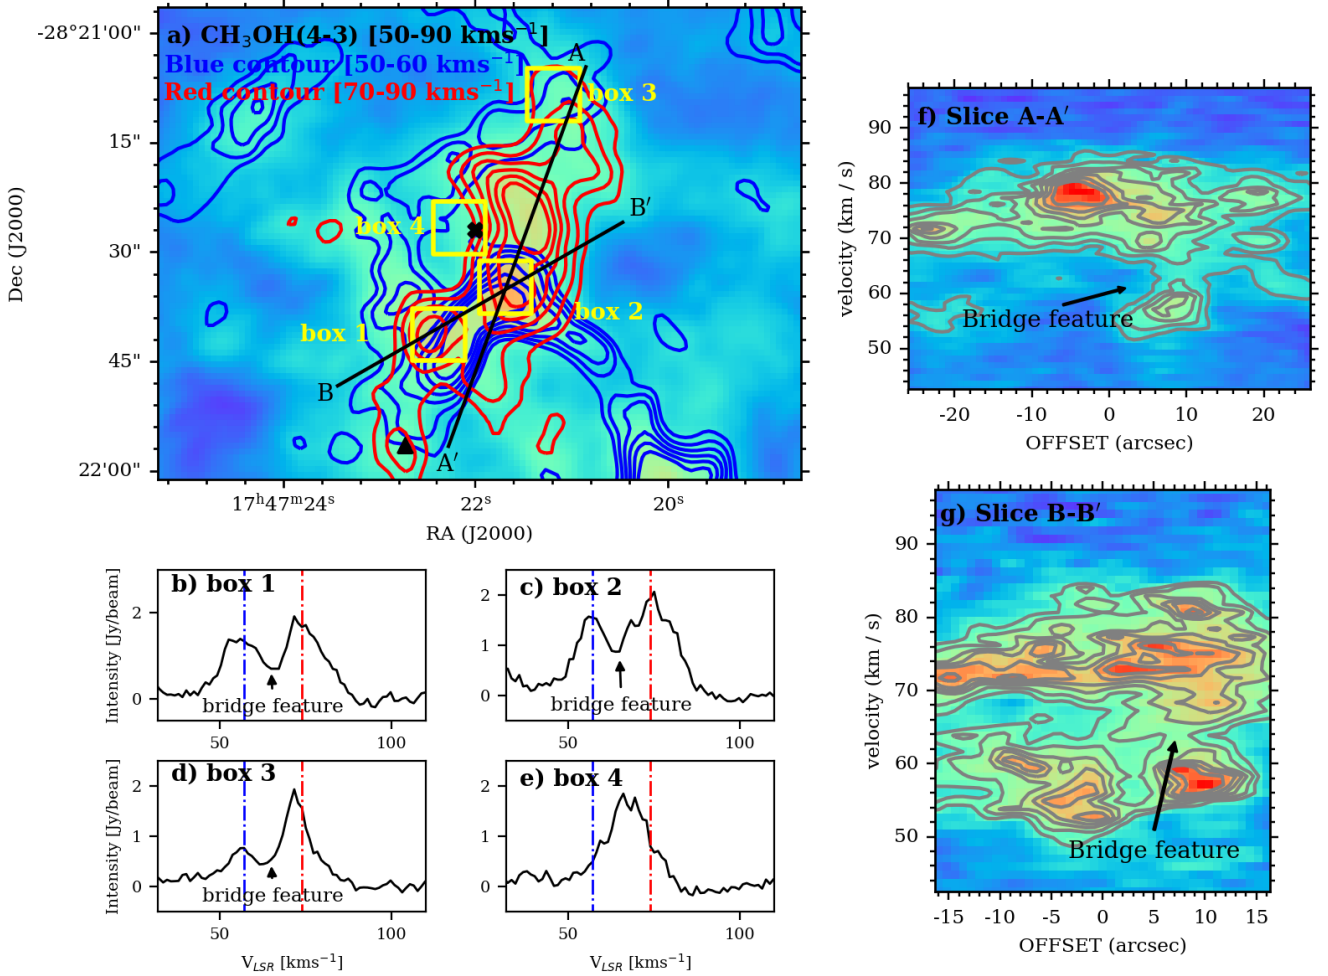 a) CH₃OH(4-3) [50-90 kms⁻¹]
Blue contour [50-60 kms⁻¹]
Red contour [70-90 kms⁻¹]
A
box 3
B′
box 4
box 2
box 1
B
A′
-28°21′00″
15″
30″
45″
22′00″
Dec (J2000)
17ʰ47ᵐ24ˢ
22ˢ
20ˢ
RA (J2000)
f) Slice A-A′
Bridge feature
90
80
70
60
50
velocity (km / s)
-20
-10
0
10
20
OFFSET (arcsec)
g) Slice B-B′
Bridge feature
90
80
70
60
50
velocity (km / s)
-15
-10
-5
0
5
10
15
OFFSET (arcsec)
b) box 1
bridge feature
2
0
Intensity [Jy/beam]
50
100
c) box 2
bridge feature
2
1
0
50
100
d) box 3
bridge feature
2
1
0
Intensity [Jy/beam]
50
100
V_LSR [kms⁻¹]
e) box 4
2
1
0
50
100
V_LSR [kms⁻¹]